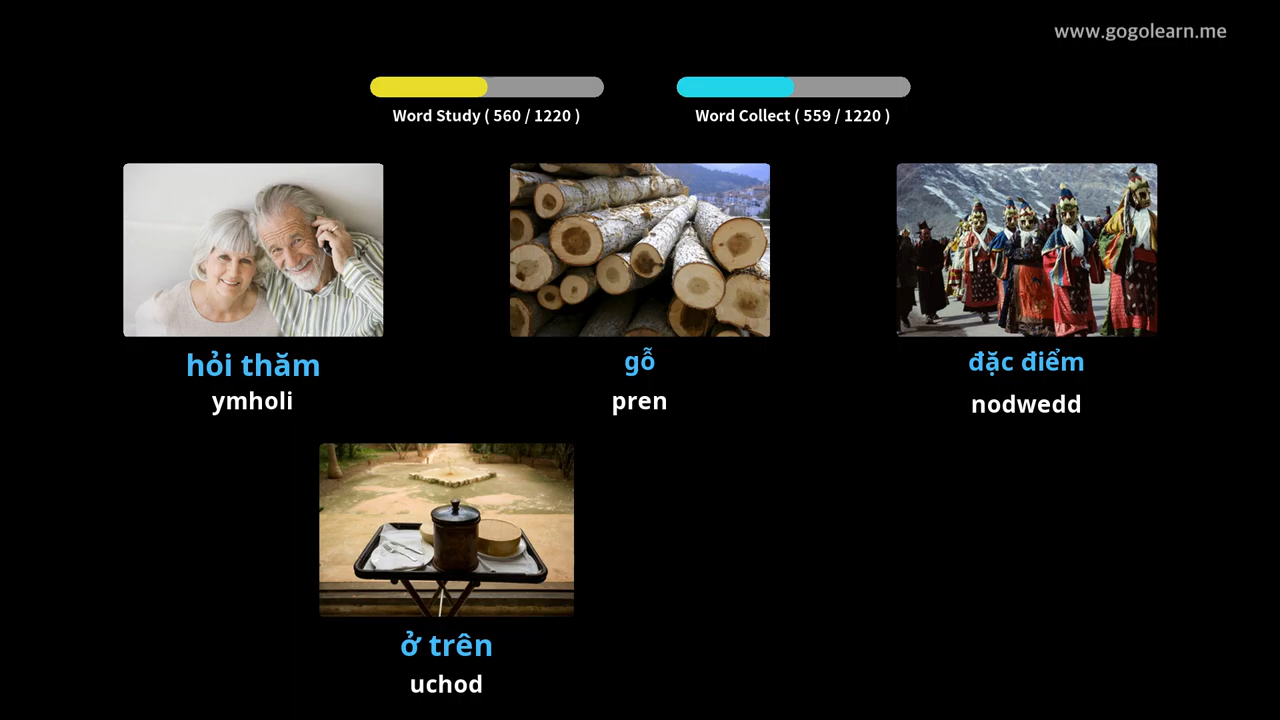 www.gogolearn.me
Word Study ( 560 / 1220 )
Word Collect ( 559 / 1220 )
hỏi thăm
ymholi
gỗ
pren
đặc điểm
nodwedd
ở trên
uchod